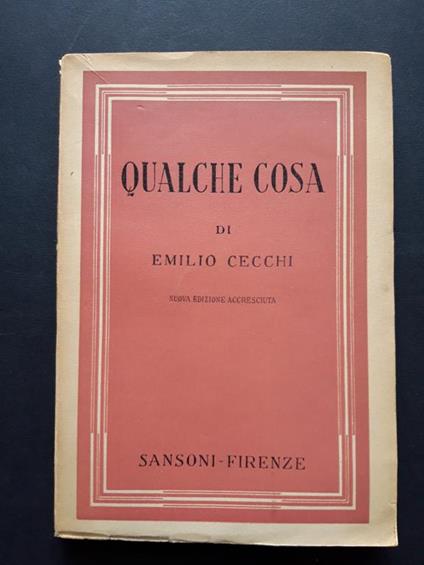 QUALCHE COSA
DI
EMILIO CECCHI
NUOVA EDIZIONE ACCRESCIUTA
SANSONI-FIRENZE